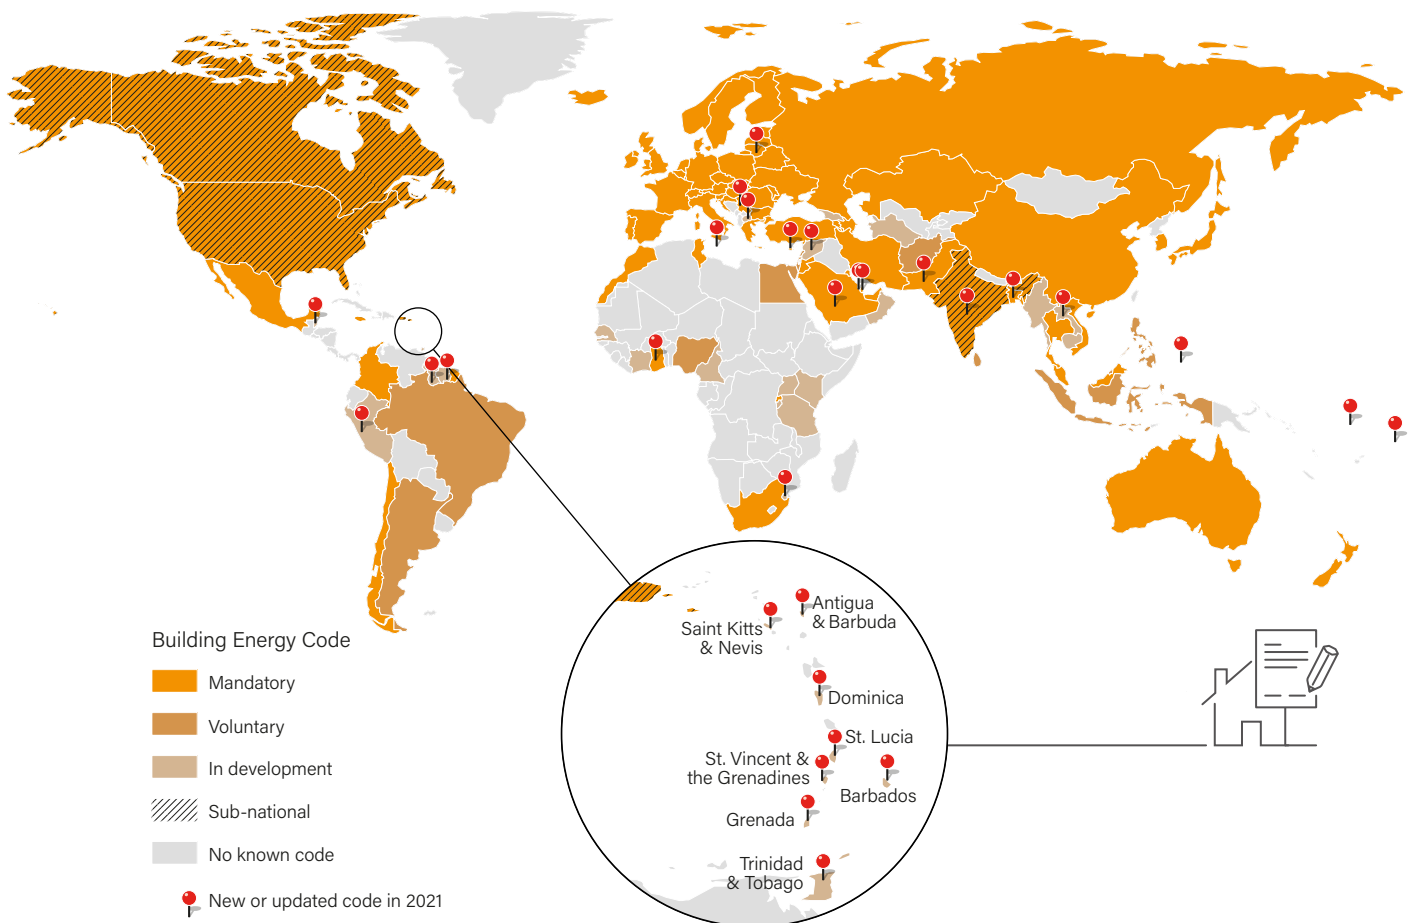 Building Energy Code
Mandatory
Voluntary
In development
Sub-national
No known code
New or updated code in 2021
Antigua
& Barbuda
Saint Kitts
& Nevis
Dominica
St. Lucia
St. Vincent &
the Grenadines
Barbados
Grenada
Trinidad
& Tobago